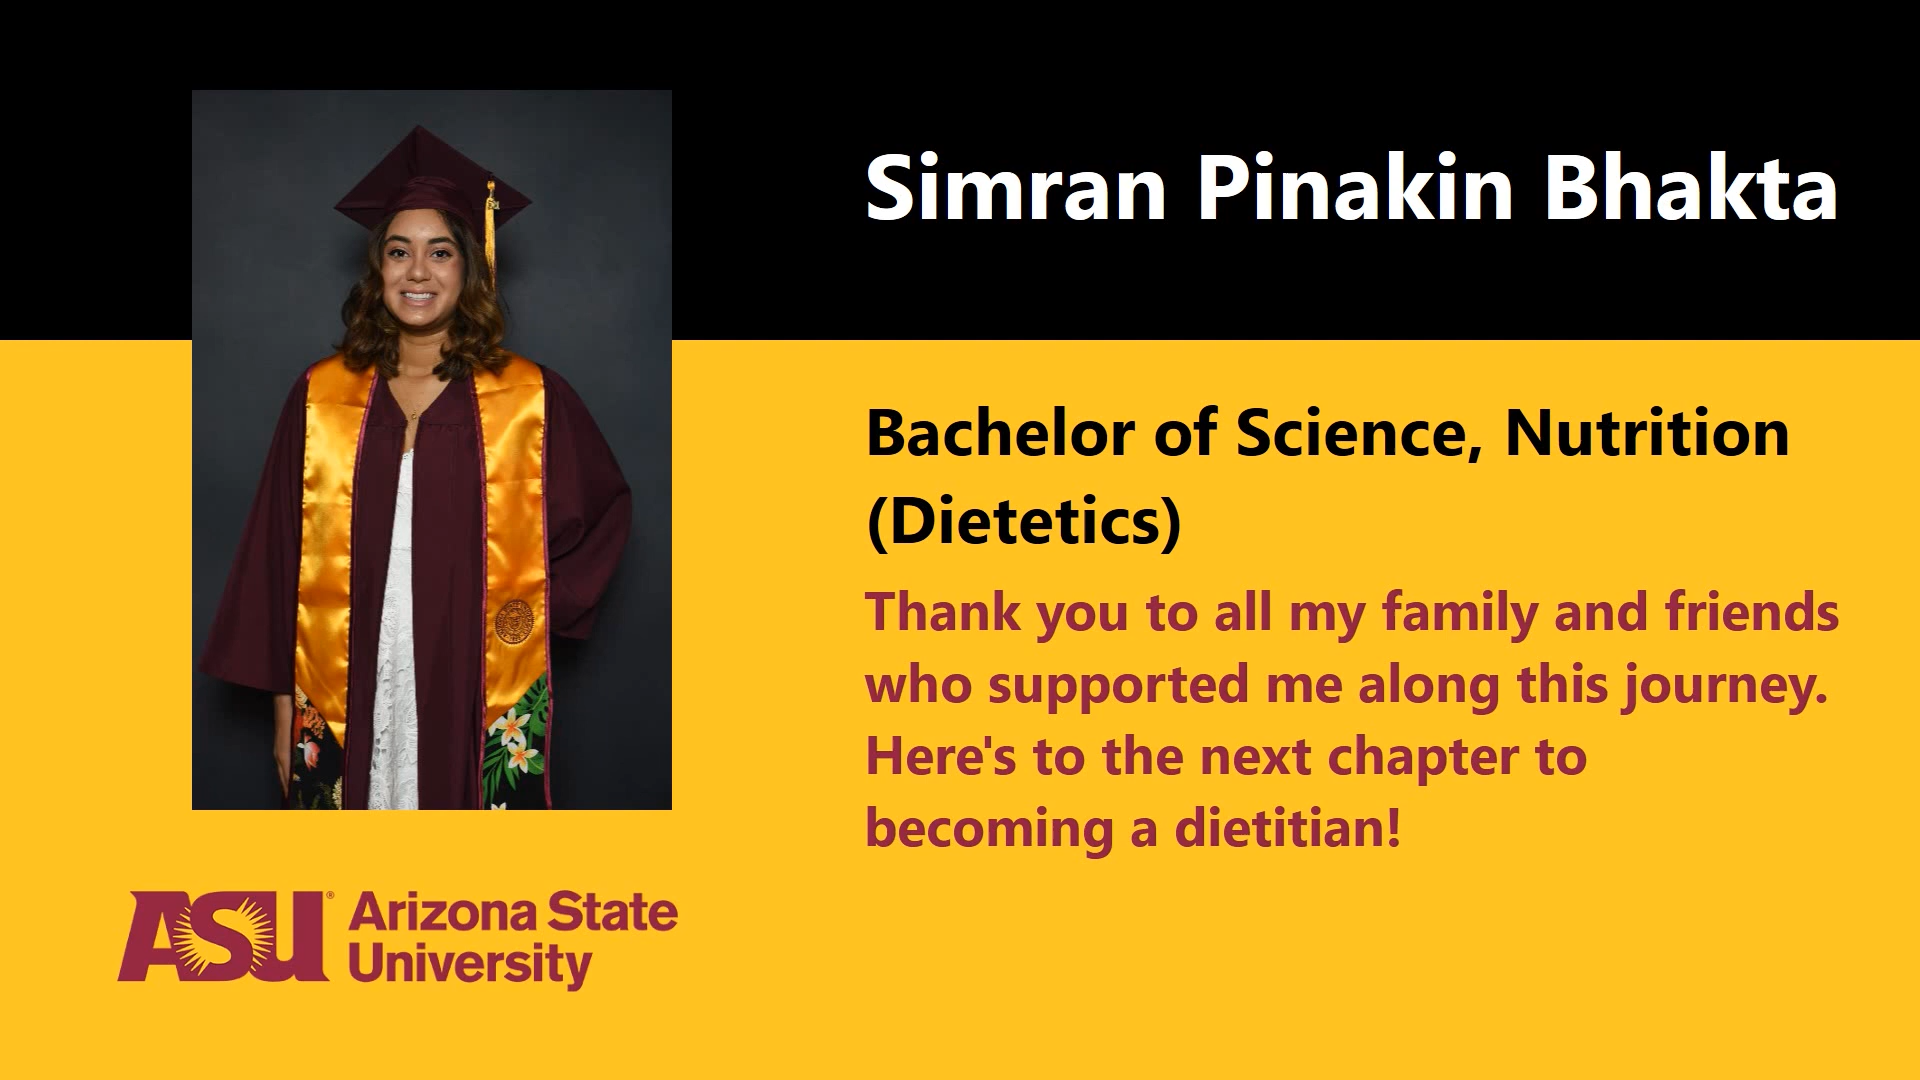 Simran Pinakin Bhakta
Bachelor of Science, Nutrition
(Dietetics)
Thank you to all my family and friends
who supported me along this journey.
Here's to the next chapter to
becoming a dietitian!
ASU® Arizona State
University